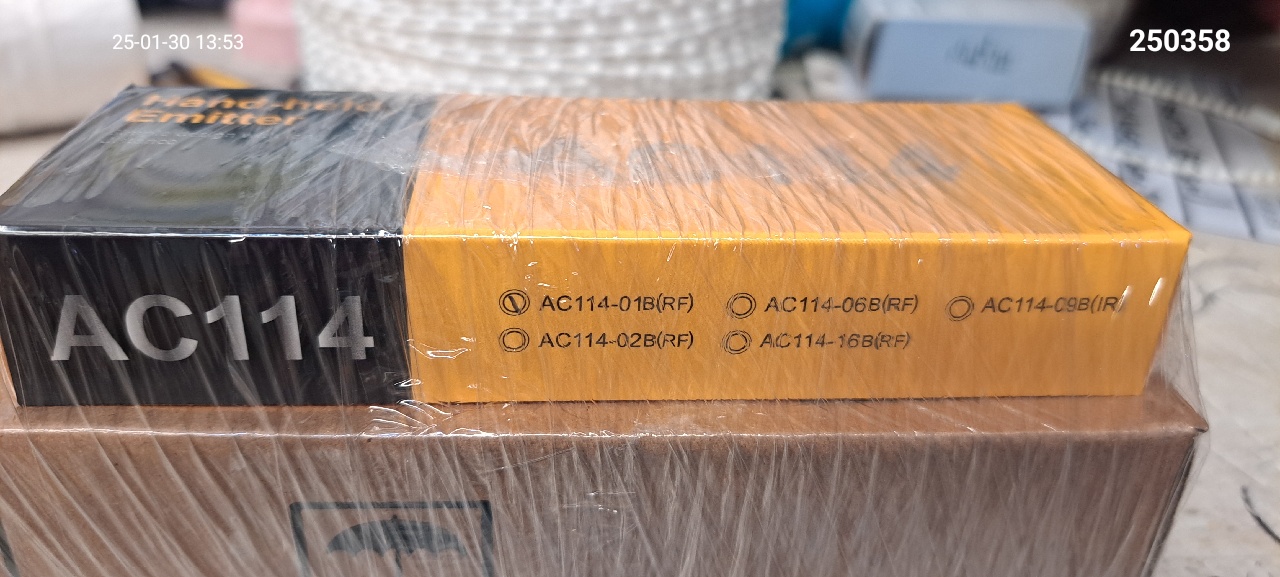 25-01-30 13:53
250358
Hand-held
Emitter
AC114
AC114-01B(RF)
AC114-06B(RF)
AC114-09B(IR)
AC114-02B(RF)
AC114-16B(RF)